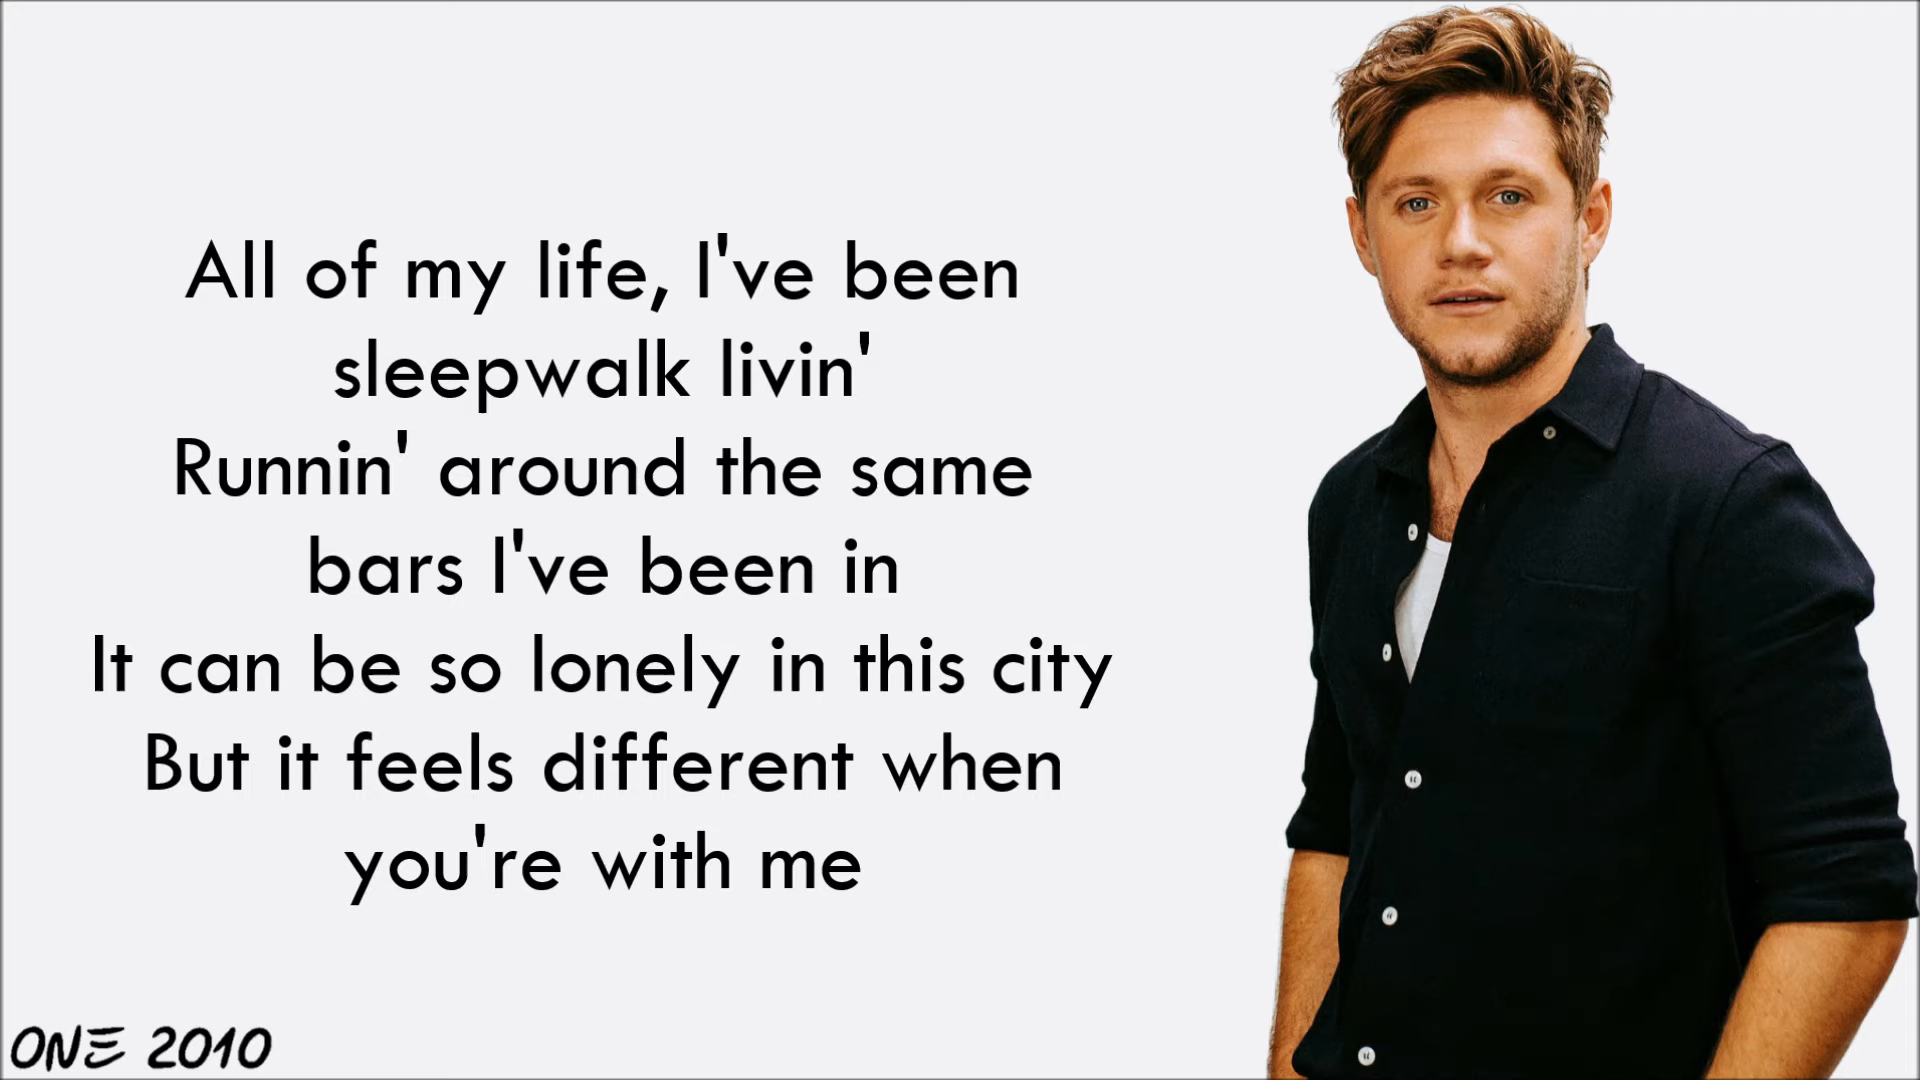 All of my life, I've been
sleepwalk livin'
Runnin' around the same
bars I've been in
It can be so lonely in this city
But it feels different when
you're with me
ONE 2010